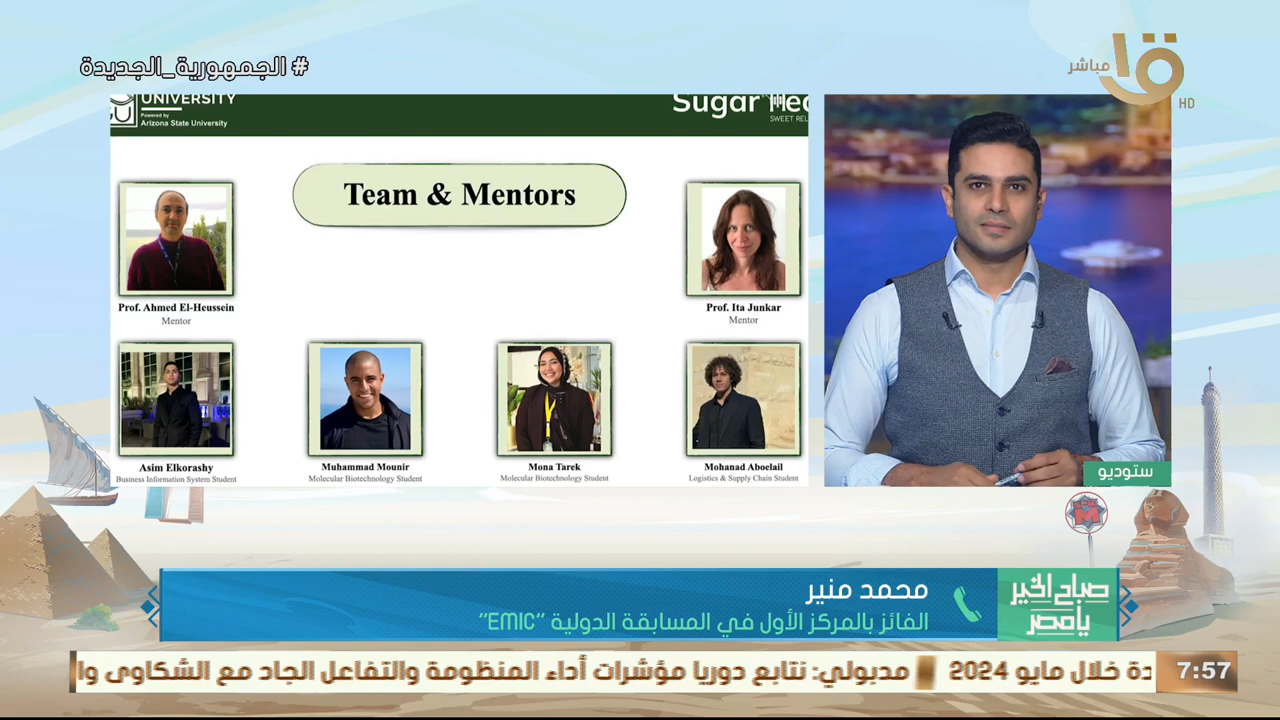 # الجمهورية_الجديدة
مباشر
HD
UNIVERSITY
Powered by
Arizona State University
Sugar
SWEET REL
Team & Mentors
Prof. Ahmed El-Heussein
Mentor
Prof. Ita Junkar
Mentor
Asim Elkorashy
Business Information System Student
Muhammad Mounir
Molecular Biotechnology Student
Mona Tarek
Molecular Biotechnology Student
Mohanad Aboelail
Logistics & Supply Chain Student
ستوديو
صباح الخير
يا مصر
محمد منير
الفائز بالمركز الأول في المسابقة الدولية "EMIC"
7:57
دة خلال مايو 2024
مدبولي: نتابع دوريا مؤشرات أداء المنظومة والتفاعل الجاد مع الشكاوى وا